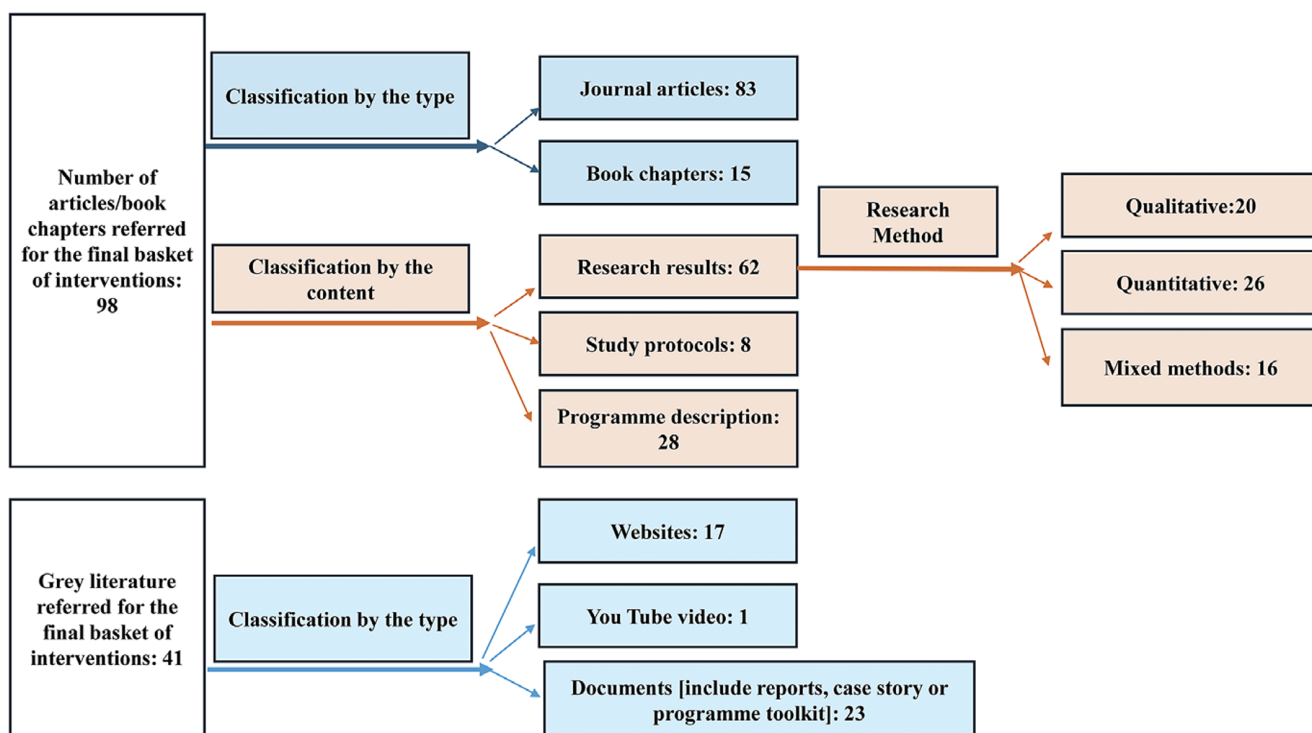 Number of
articles/book
chapters referred
for the final basket
of interventions:
98
Classification by the type
Journal articles: 83
Book chapters: 15
Classification by the
content
Research results: 62
Study protocols: 8
Programme description:
28
Research
Method
Qualitative:20
Quantitative: 26
Mixed methods: 16
Grey literature
referred for the
final basket of
interventions: 41
Classification by the type
Websites: 17
You Tube video: 1
Documents [include reports, case story or
programme toolkit]: 23